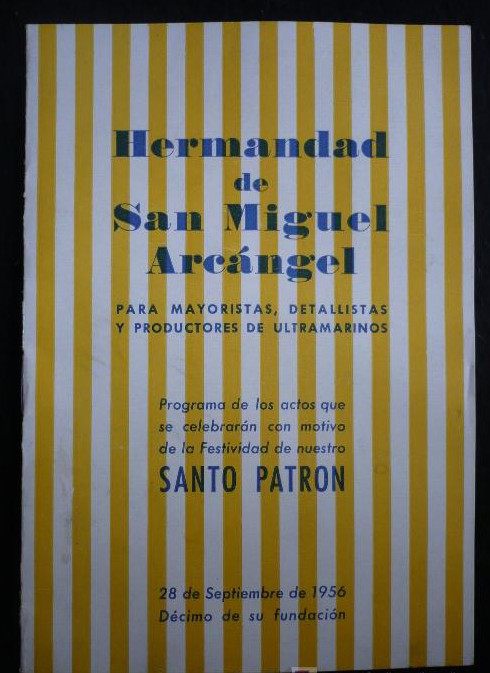 Hermandad
de
San Miguel
Arcángel
PARA MAYORISTAS, DETALLISTAS
Y PRODUCTORES DE ULTRAMARINOS
Programa de los actos que
se celebrarán con motivo
de la Festividad de nuestro
SANTO PATRON
28 de Septiembre de 1956
Décimo de su fundación